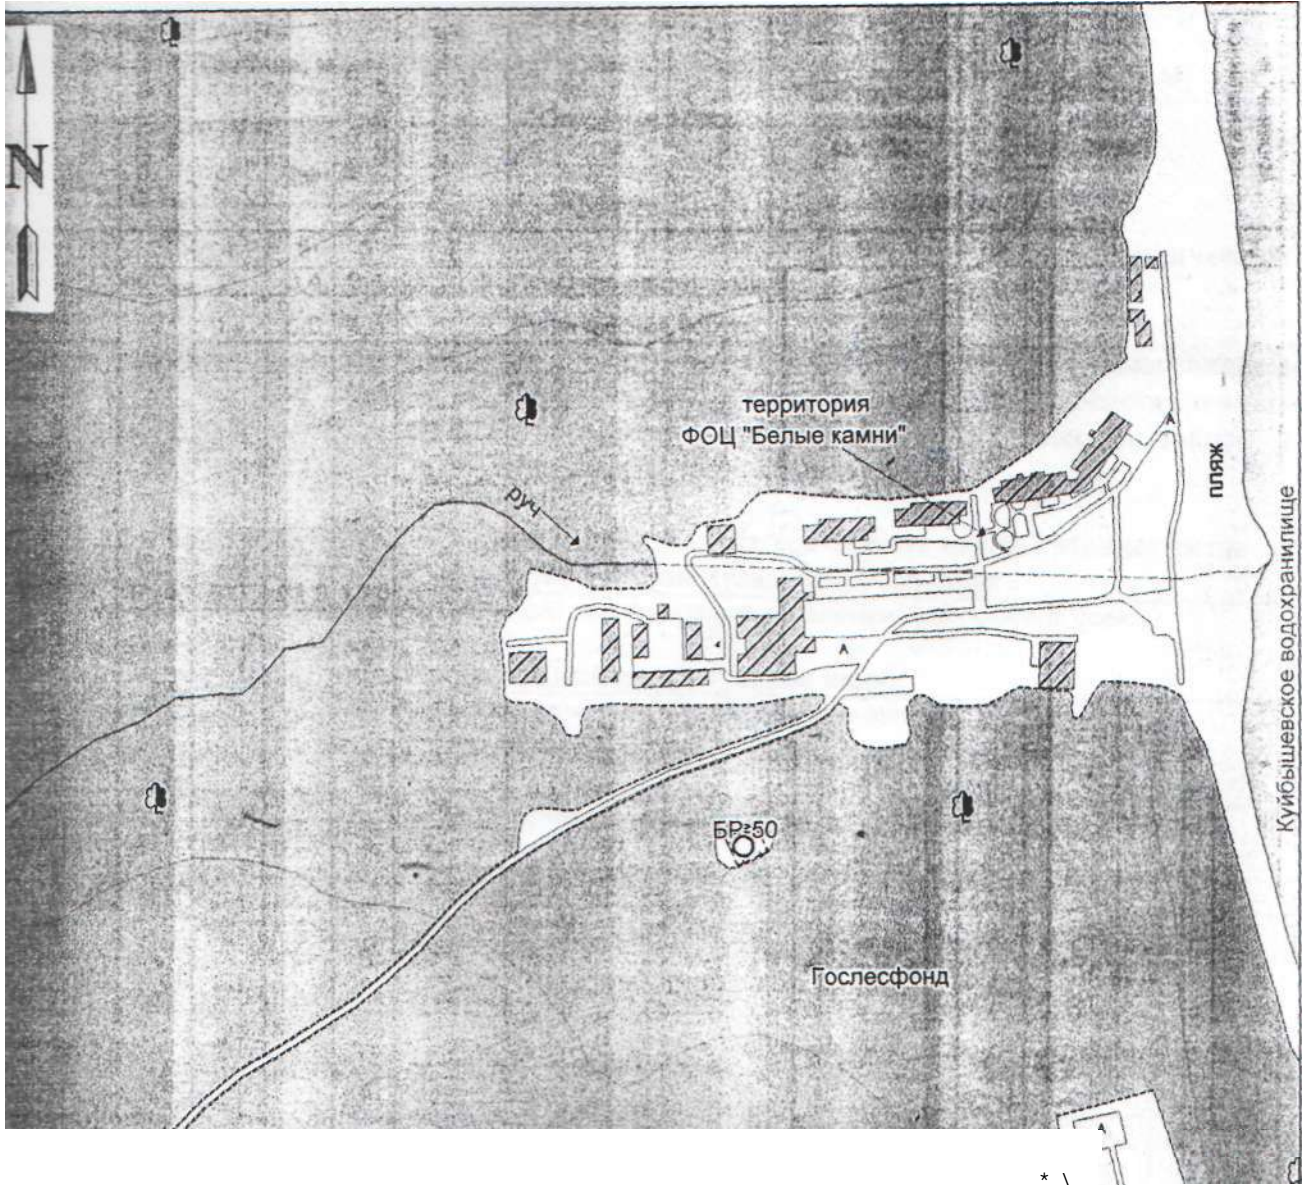 N
территория
ФОЦ "Белые камни"
руч
пляж
Куйбышевское водохранилище
А
А
БР-50
Гослесфонд
А
* \